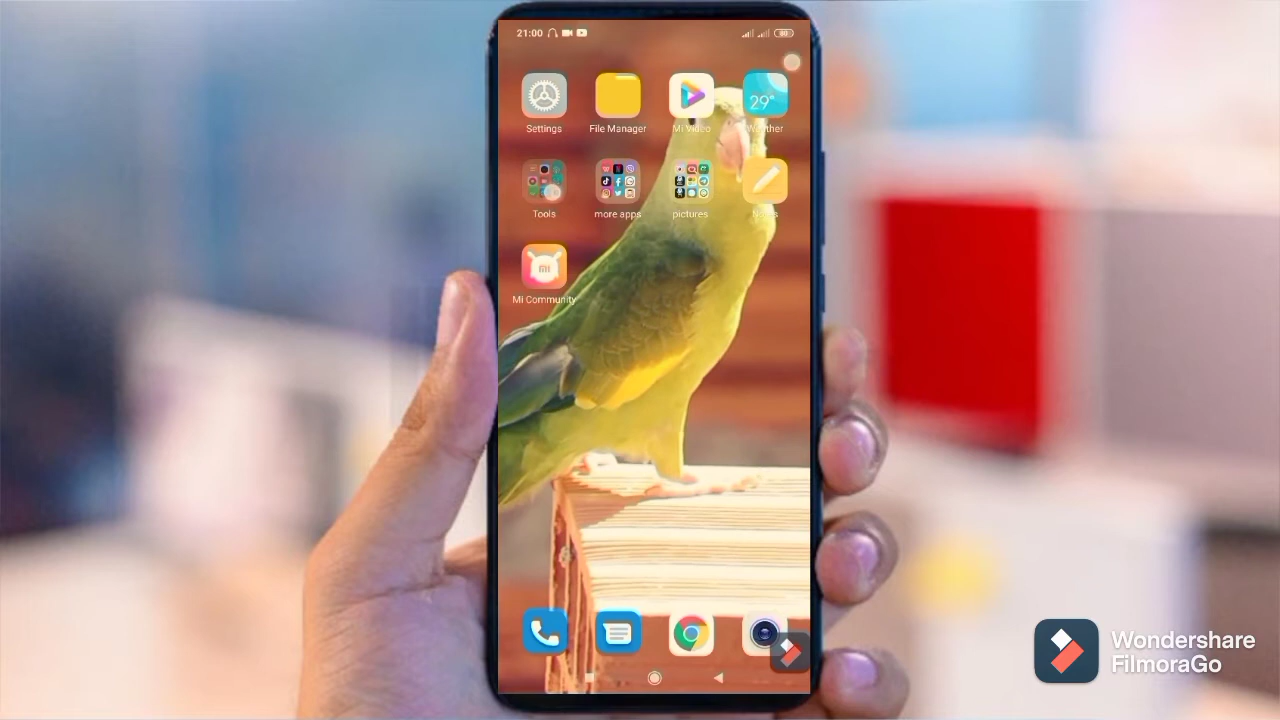 21:00
29°
Settings
File Manager
Mi Video
Weather
Tools
more apps
pictures
Notes
Mi Community
Wondershare
FilmoraGo